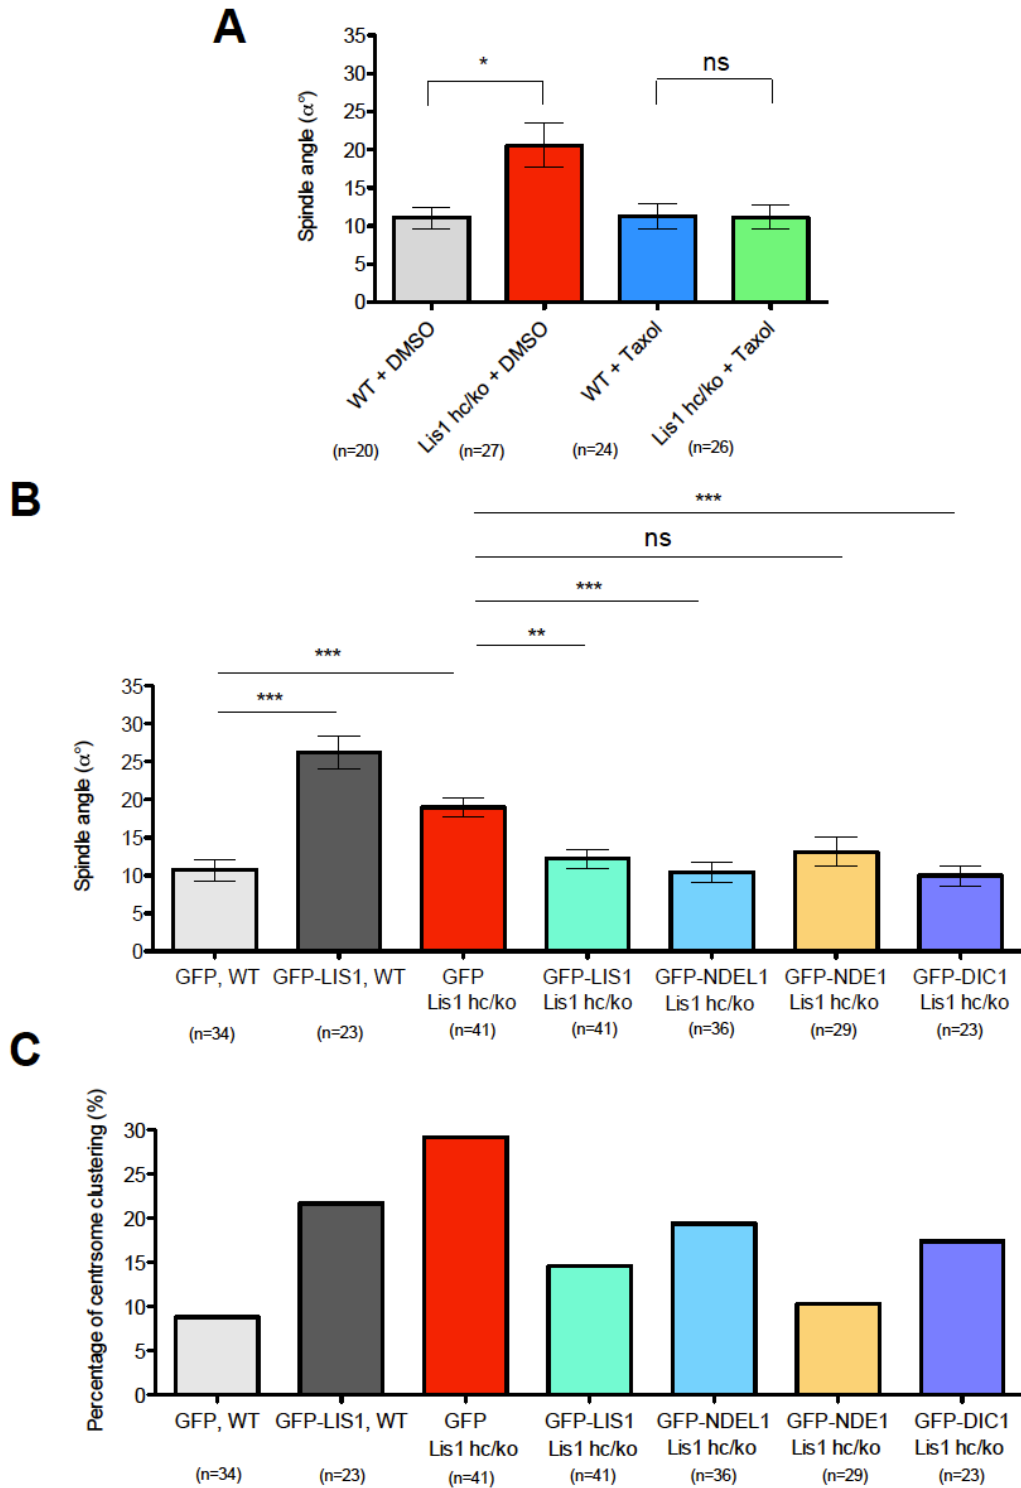 A
35
30
25
20
15
10
5
0
Spindle angle (α°)
*
ns
WT + DMSO
Lis1 hc/ko + DMSO
WT + Taxol
Lis1 hc/ko + Taxol
(n=20) (n=27) (n=24) (n=26)
B
***
ns
***
**
***
***
35
30
25
20
15
10
5
0
Spindle angle (α°)
GFP, WT GFP-LIS1, WT GFP GFP-LIS1 GFP-NDEL1 GFP-NDE1 GFP-DIC1
Lis1 hc/ko Lis1 hc/ko Lis1 hc/ko Lis1 hc/ko Lis1 hc/ko
(n=34) (n=23) (n=41) (n=41) (n=36) (n=29) (n=23)
C
30
25
20
15
10
5
0
Percentage of centrsome clustering (%)
GFP, WT GFP-LIS1, WT GFP GFP-LIS1 GFP-NDEL1 GFP-NDE1 GFP-DIC1
Lis1 hc/ko Lis1 hc/ko Lis1 hc/ko Lis1 hc/ko Lis1 hc/ko
(n=34) (n=23) (n=41) (n=41) (n=36) (n=29) (n=23)